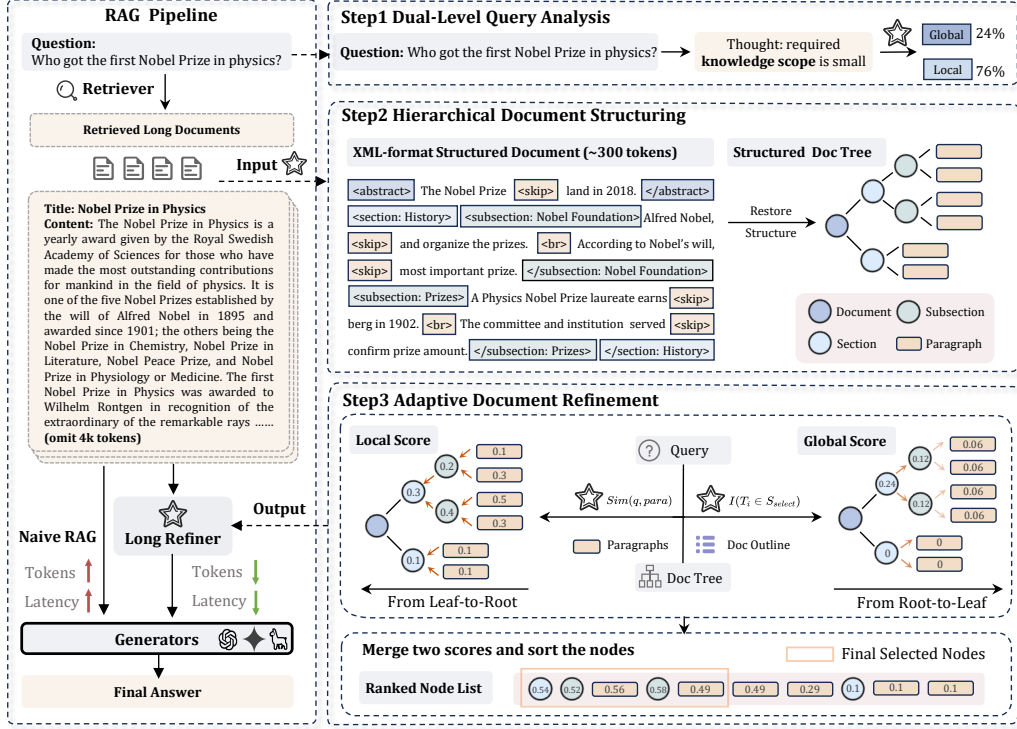 RAG Pipeline
Question:
Who got the first Nobel Prize in physics?
Retriever
Retrieved Long Documents
Input
Title: Nobel Prize in Physics
Content: The Nobel Prize in Physics is a
yearly award given by the Royal Swedish
Academy of Sciences for those who have
made the most outstanding contributions
for mankind in the field of physics. It is
one of the five Nobel Prizes established by
the will of Alfred Nobel in 1895 and
awarded since 1901; the others being the
Nobel Prize in Chemistry, Nobel Prize in
Literature, Nobel Peace Prize, and Nobel
Prize in Physiology or Medicine. The first
Nobel Prize in Physics was awarded to
Wilhelm Rontgen in recognition of the
extraordinary of the remarkable rays ......
(omit 4k tokens)
Output
Long Refiner
Naive RAG
Tokens
Latency
Tokens
Latency
Generators
Final Answer
Step1 Dual-Level Query Analysis
Question: Who got the first Nobel Prize in physics?
Thought: required
knowledge scope is small
Global 24%
Local 76%
Step2 Hierarchical Document Structuring
XML-format Structured Document (~300 tokens)
<abstract> The Nobel Prize <skip> land in 2018. </abstract>
<section: History> <subsection: Nobel Foundation> Alfred Nobel,
<skip> and organize the prizes. <br> According to Nobel's will,
<skip> most important prize. </subsection: Nobel Foundation>
<subsection: Prizes> A Physics Nobel Prize laureate earns <skip>
berg in 1902. <br> The committee and institution served <skip>
confirm prize amount. </subsection: Prizes> </section: History>
Restore
Structure
Structured Doc Tree
Document
Subsection
Section
Paragraph
Step3 Adaptive Document Refinement
Local Score
0.1
0.2
0.3
0.3
0.5
0.4
0.3
0.1
0.1
0.1
From Leaf-to-Root
Query
Sim(q, para)
I(T_i ∈ S_select)
Paragraphs
Doc Outline
Doc Tree
Global Score
0.06
0.12
0.06
0.24
0.06
0.12
0.06
0
0
0
From Root-to-Leaf
Merge two scores and sort the nodes
Final Selected Nodes
Ranked Node List
0.54 0.52 0.56 0.58 0.49 0.49 0.29 0.1 0.1 0.1